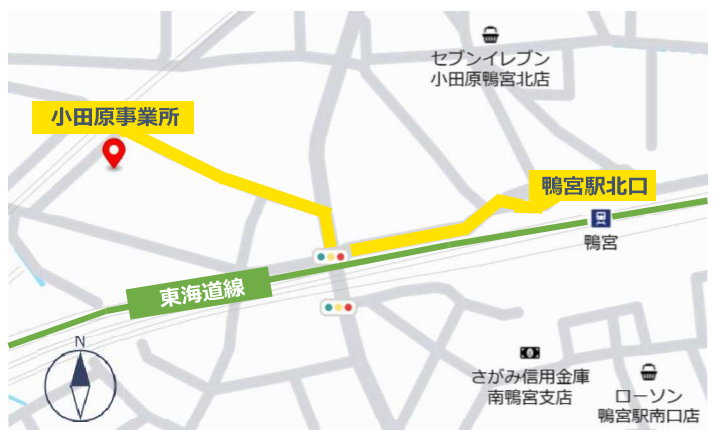 セブンイレブン
小田原鴨宮北店
小田原事業所
鴨宮駅北口
鴨宮
東海道線
N
さがみ信用金庫
南鴨宮支店
ローソン
鴨宮駅南口店